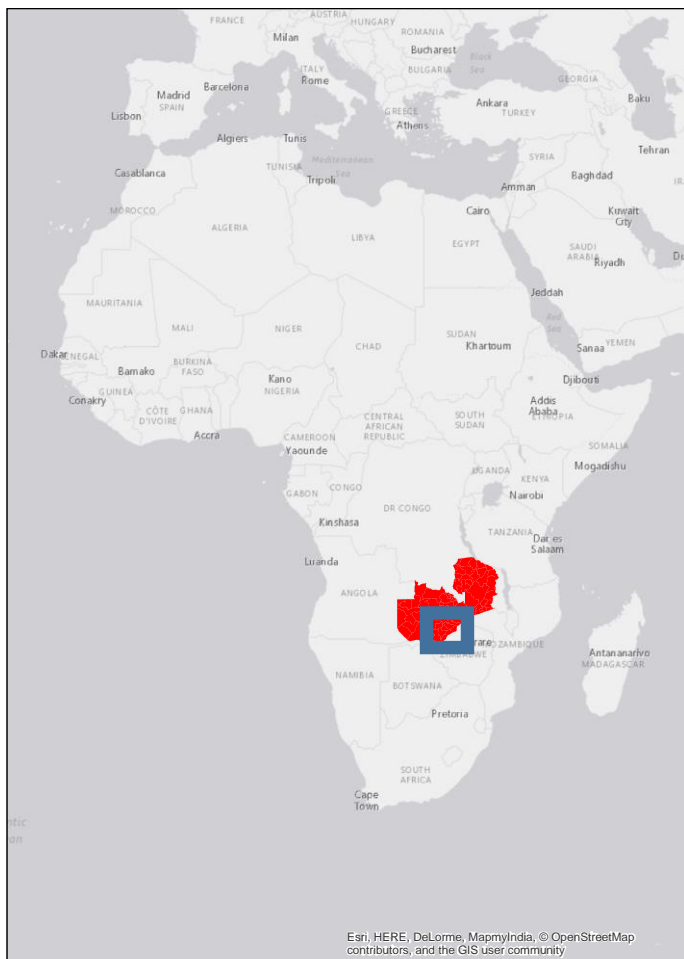 AUSTRIA
FRANCE
HUNGARY
Milan
ROMANIA
Bucharest
Black
Sea
ITALY
Rome
BULGARIA
GEORGIA
Barcelona
Madrid
SPAIN
Baku
Ankara
TURKEY
GREECE
Athens
Lisbon
Algiers
Tunis
Tehran
TUNISIA
Mediterranean
Sea
SYRIA
Baghdad
Casablanca
Tripoli
Amman
MOROCCO
Cairo
Kuwait
City
ALGERIA
LIBYA
EGYPT
SAUDI
ARABIA
Riyadh
Jeddah
MAURITANIA
MALI
NIGER
CHAD
SUDAN
Khartoum
Red
Sea
Sanaa
YEMEN
Dakar
SENEGAL
Bamako
BURKINA
FASO
Kano
NIGERIA
Djibouti
GUINEA
Conakry
CÔTE
D'IVOIRE
GHANA
Accra
Addis
Ababa
ETHIOPIA
CENTRAL
AFRICAN
REPUBLIC
SOUTH
SUDAN
CAMEROON
Yaounde
SOMALIA
Mogadishu
UGANDA
KENYA
GABON
CONGO
DR CONGO
Nairobi
Kinshasa
TANZANIA
Dar es
Salaam
Luanda
ANGOLA
MOZAMBIQUE
ZIMBABWE
Antananarivo
MADAGASCAR
NAMIBIA
BOTSWANA
Pretoria
SOUTH
AFRICA
Cape
Town
Esri, HERE, DeLorme, MapmyIndia, © OpenStreetMap
contributors, and the GIS user community